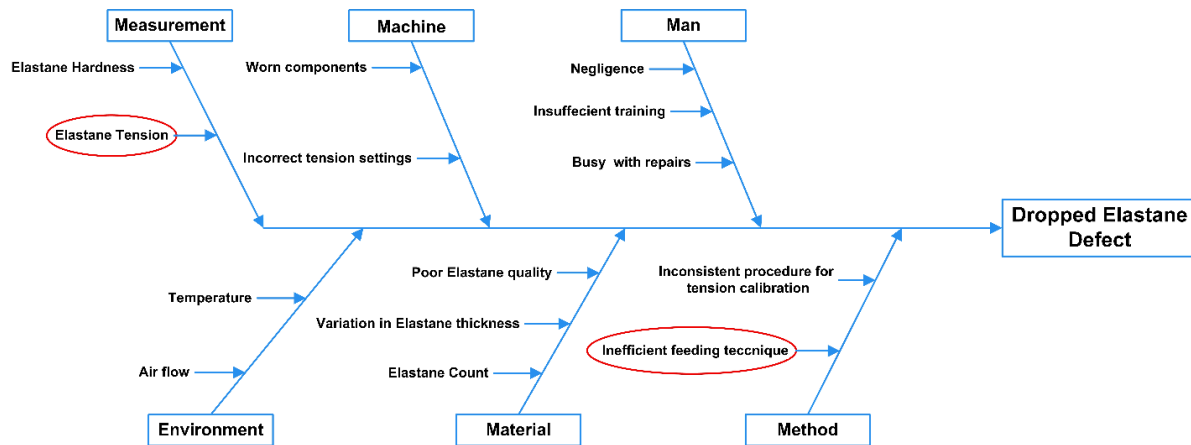 Measurement
Machine
Man
Elastane Hardness
Worn components
Negligence
Insuffecient training
Elastane Tension
Incorrect tension settings
Busy with repairs
Dropped Elastane
Defect
Poor Elastane quality
Inconsistent procedure for
tension calibration
Temperature
Variation in Elastane thickness
Inefficient feeding teccnique
Air flow
Elastane Count
Environment
Material
Method